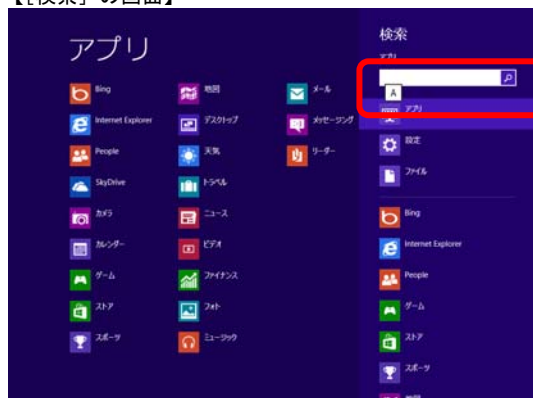 【[検索] の画面】
アプリ
Bing
Internet Explorer
People
SkyDrive
カメラ
カレンダー
ゲーム
ストア
スポーツ
地図
デスクトップ
天気
トラベル
ニュース
ビデオ
ファイナンス
フォト
ミュージック
メール
メッセージング
リーダー
検索
アプリ
A
アプリ
設定
ファイル
Bing
Internet Explorer
People
ゲーム
ストア
スポーツ